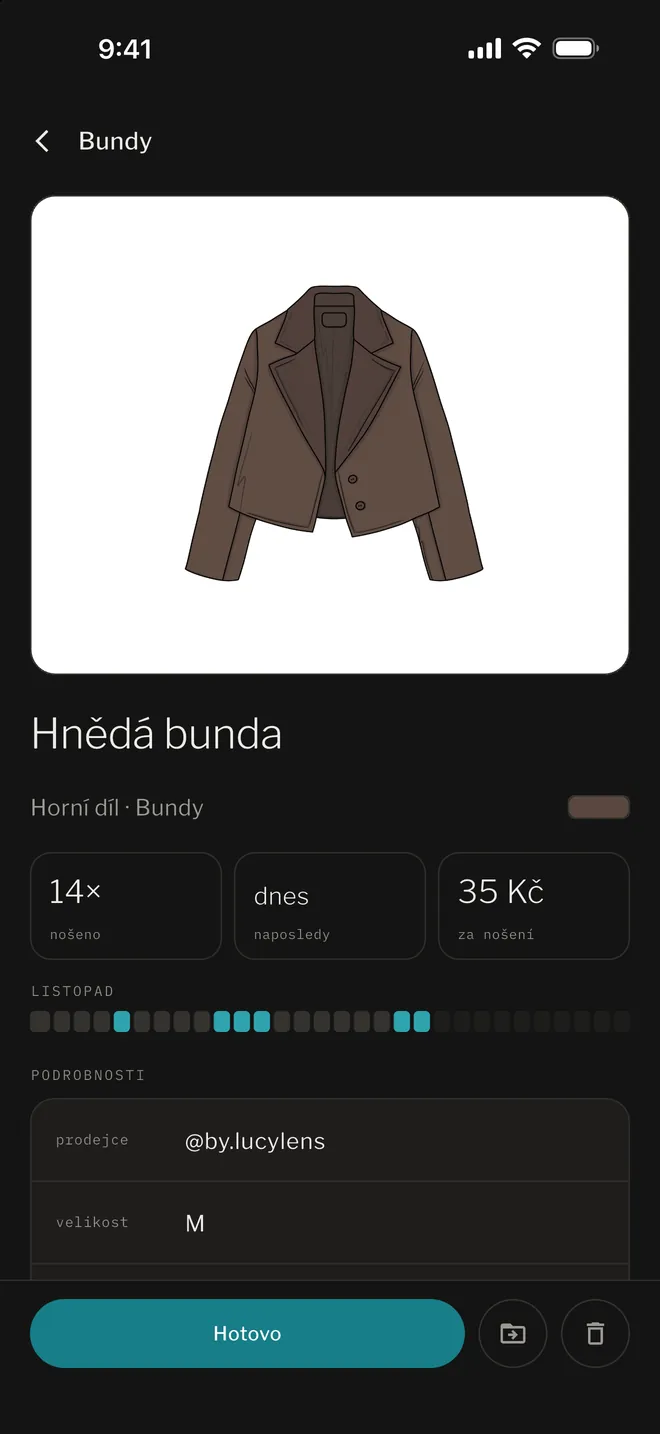 9:41
Bundy
Hnědá bunda
Horní díl · Bundy
14×
nošeno
dnes
naposledy
35 Kč
za nošení
LISTOPAD
PODROBNOSTI
prodejce
@by.lucylens
velikost
M
Hotovo